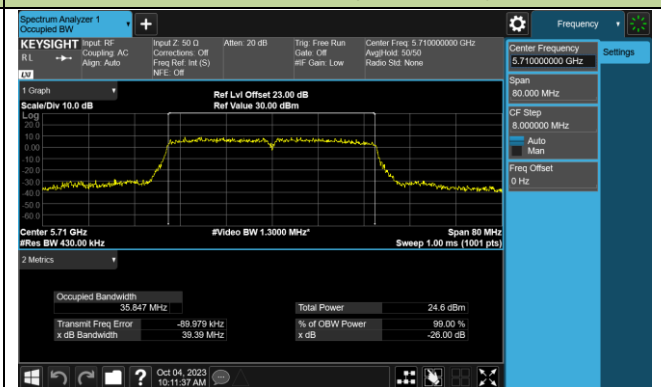 Spectrum Analyzer 1
Occupied BW
+
Frequency
KEYSIGHT
RL
Input: RF
Coupling: AC
Align: Auto
Input Z: 50 Ω
Corrections: Off
Freq Ref: Int (S)
NFE: Off
Atten: 20 dB
Trig: Free Run
Gate: Off
#IF Gain: Low
Center Freq: 5.710000000 GHz
Avg|Hold: 50/50
Radio Std: None
LXI
Center Frequency
5.710000000 GHz
Settings
Span
80.000 MHz
CF Step
8.000000 MHz
Auto
Man
Freq Offset
0 Hz
1 Graph
Scale/Div 10.0 dB
Ref Lvl Offset 23.00 dB
Ref Value 30.00 dBm
Log
20.0
10.0
0.00
-10.0
-20.0
-30.0
-40.0
-50.0
-60.0
Center 5.71 GHz
#Res BW 430.00 kHz
#Video BW 1.3000 MHz*
Span 80 MHz
Sweep 1.00 ms (1001 pts)
2 Metrics
Occupied Bandwidth
35.847 MHz
Total Power 24.6 dBm
Transmit Freq Error -89.979 kHz
% of OBW Power 99.00 %
x dB Bandwidth 39.39 MHz
x dB -26.00 dB
?
Oct 04, 2023
10:11:37 AM